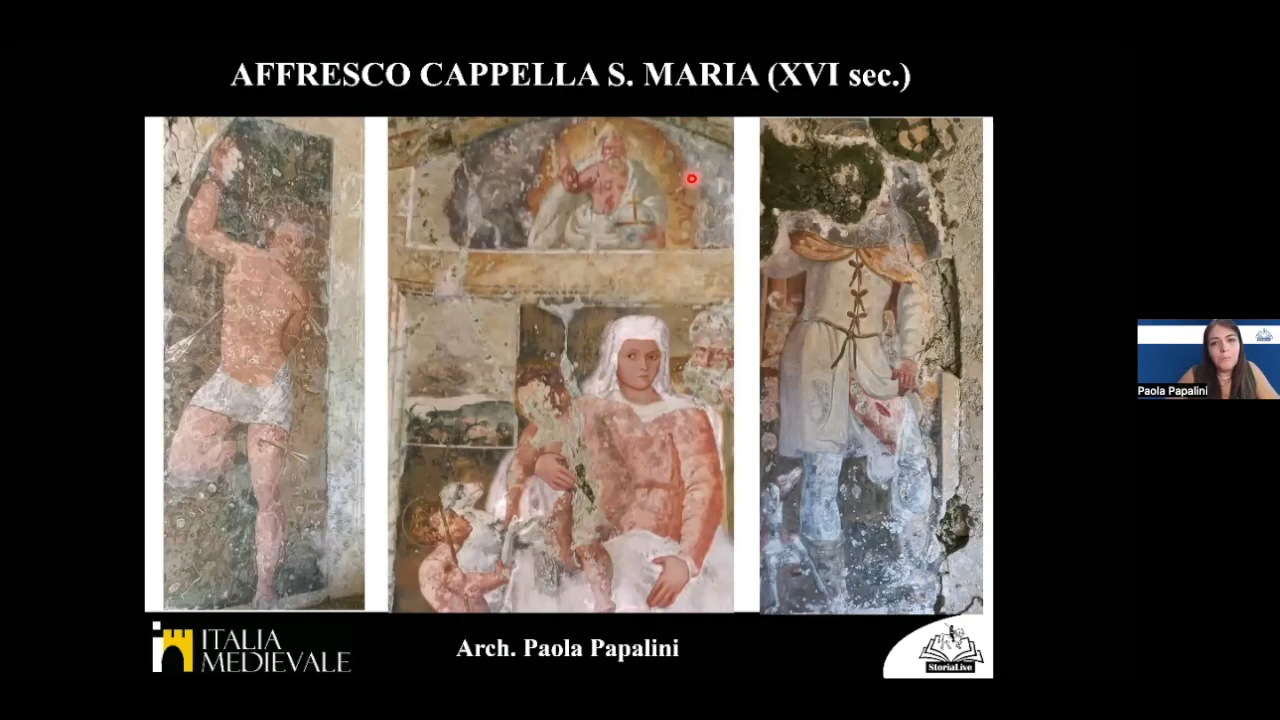 AFFRESCO CAPPELLA S. MARIA (XVI sec.)
Paola Papalini
ITALIA
MEDIEVALE
Arch. Paola Papalini
StoriaLive